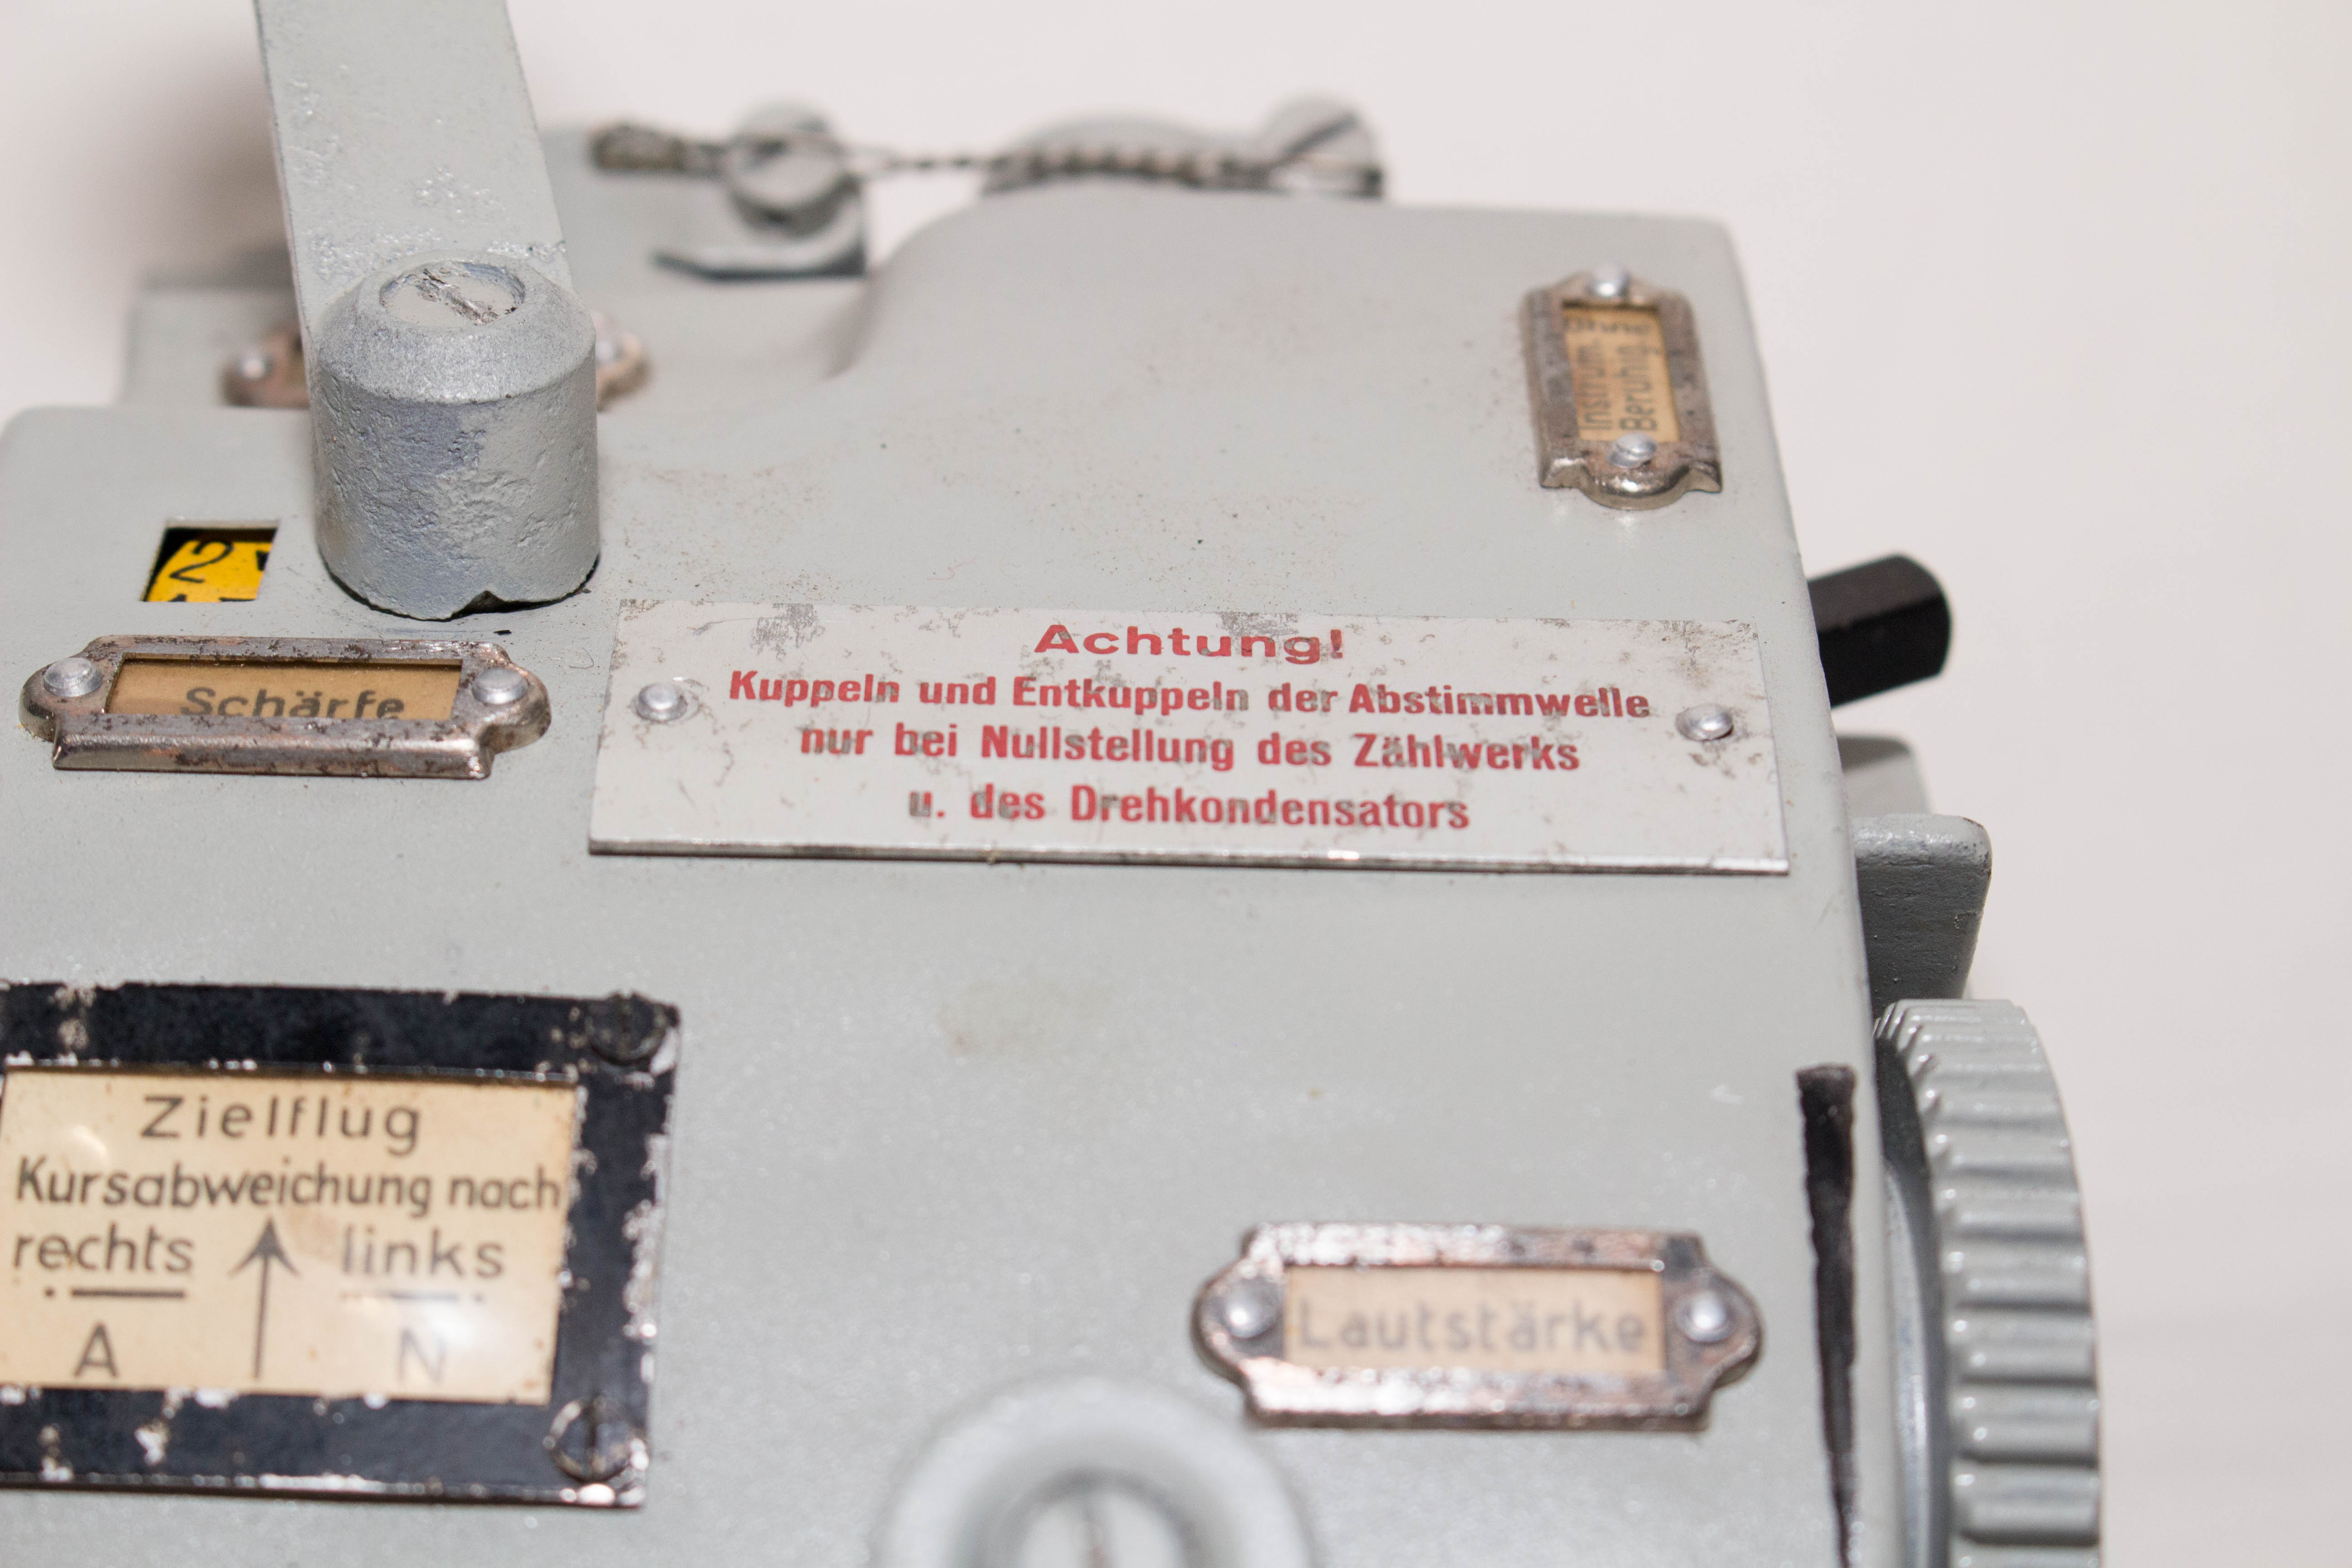 Instrum.
Beruhig.
2
Schärfe
Achtung!
Kuppeln und Entkuppeln der Abstimmwelle
nur bei Nullstellung des Zählwerks
u. des Drehkondensators
Zielflug
Kursabweichung nach
rechts links
A N
Lautstärke